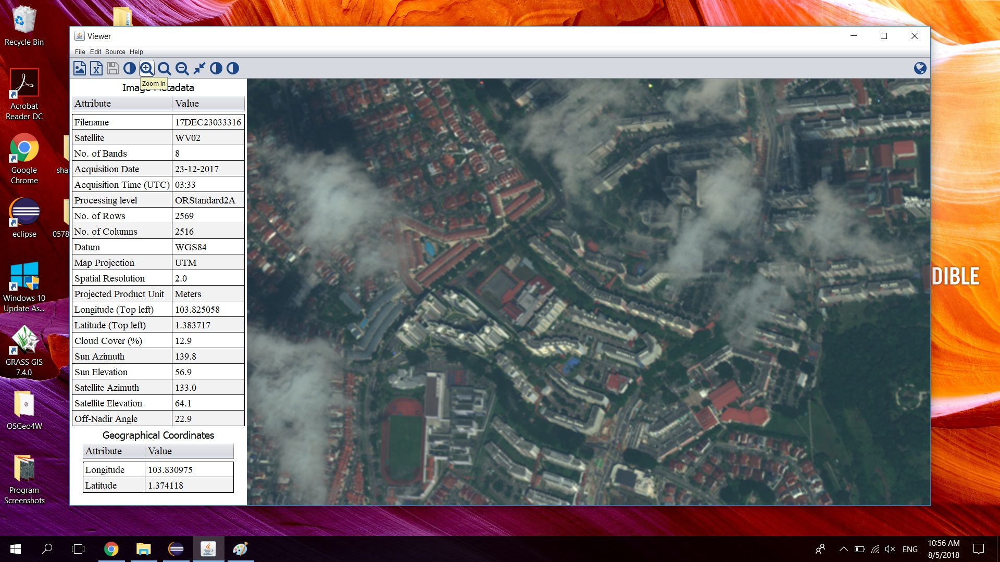 Recycle Bin
Acrobat
Reader DC
Google
Chrome
sha
eclipse
0578
Windows 10
Update As...
GRASS GIS
7.4.0
OSGeo4W
Program
Screenshots
Viewer
File Edit Source Help
Zoom in
Attribute Value
Filename 17DEC23033316
Satellite WV02
No. of Bands 8
Acquisition Date 23-12-2017
Acquisition Time (UTC) 03:33
Processing level ORStandard2A
No. of Rows 2569
No. of Columns 2516
Datum WGS84
Map Projection UTM
Spatial Resolution 2.0
Projected Product Unit Meters
Longitude (Top left) 103.825058
Latitude (Top left) 1.383717
Cloud Cover (%) 12.9
Sun Azimuth 139.8
Sun Elevation 56.9
Satellite Azimuth 133.0
Satellite Elevation 64.1
Off-Nadir Angle 22.9
Geographical Coordinates
Attribute Value
Longitude 103.830975
Latitude 1.374118
DIBLE
ENG
10:56 AM
8/5/2018